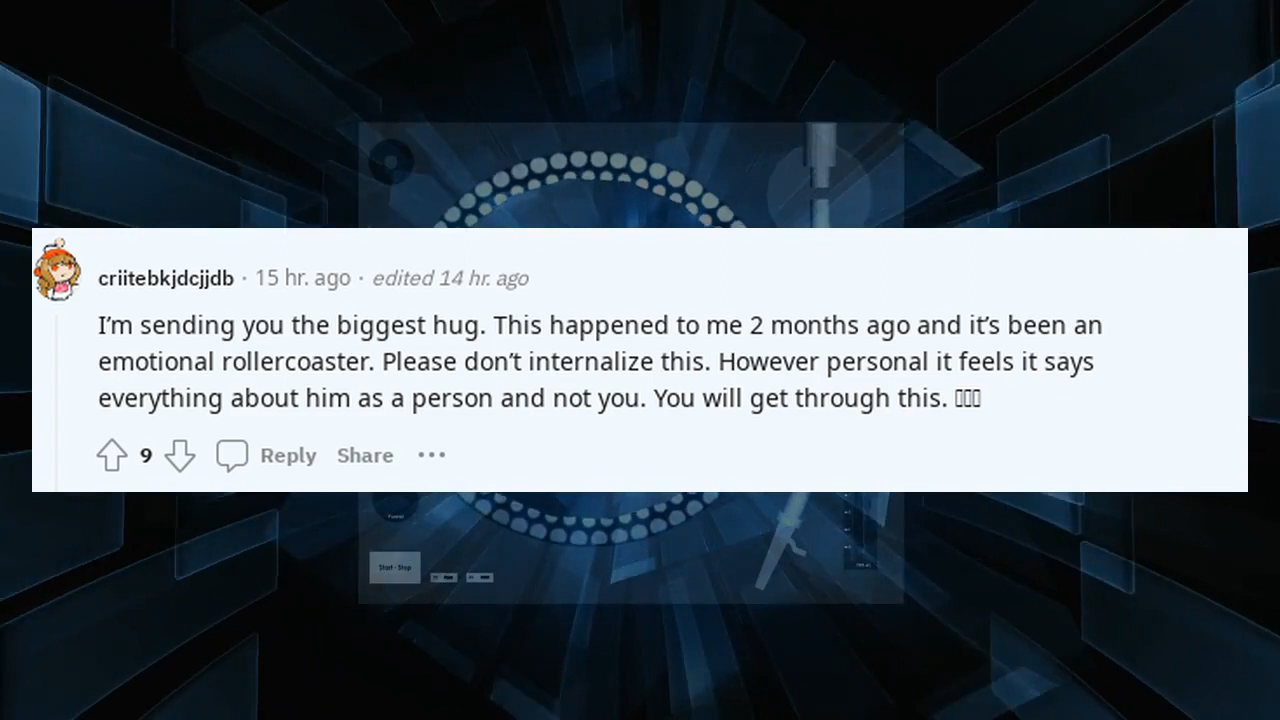 criitebkjdcjjdb · 15 hr. ago · edited 14 hr. ago
I’m sending you the biggest hug. This happened to me 2 months ago and it’s been an
emotional rollercoaster. Please don’t internalize this. However personal it feels it says
everything about him as a person and not you. You will get through this. ▯▯▯
9 Reply Share •••
Start · Stop